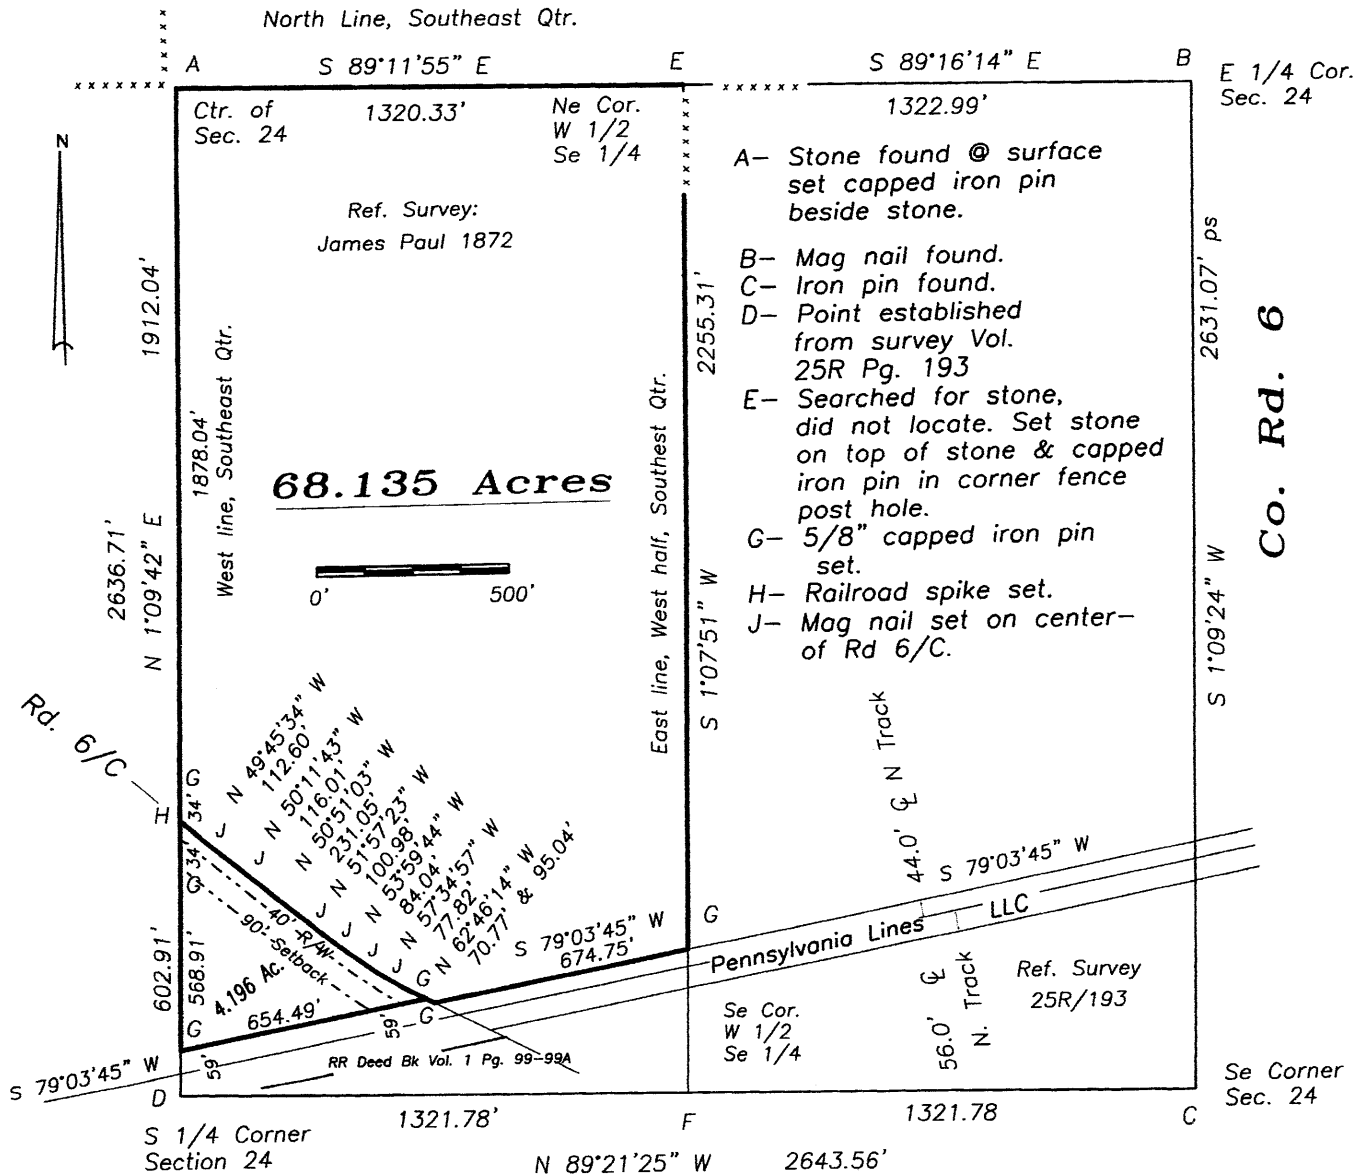 North Line, Southeast Qtr.
A
S 89°11'55" E
E
S 89°16'14" E
B
E 1/4 Cor.
Sec. 24
Ctr. of
Sec. 24
1320.33'
Ne Cor.
W 1/2
Se 1/4
1322.99'
N
Ref. Survey:
James Paul 1872
A– Stone found @ surface
set capped iron pin
beside stone.
B– Mag nail found.
C– Iron pin found.
D– Point established
from survey Vol.
25R Pg. 193
E– Searched for stone,
did not locate. Set stone
on top of stone & capped
iron pin in corner fence
post hole.
G– 5/8" capped iron pin
set.
H– Railroad spike set.
J– Mag nail set on center–
of Rd 6/C.
1912.04'
1878.04'
West line, Southeast Qtr.
2636.71'
N 1°09'42" E
68.135 Acres
0'
500'
2255.31'
East line, West half, Southest Qtr.
S 1°07'51" W
2631.07' ps
S 1°09'24" W
Co. Rd. 6
Rd. 6/C
H
G
34'
34'
G
J
N 49°45'34" W
112.60'
J
N 50°11'43" W
116.01'
N 50°51'03" W
231.05'
J
N 51°57'23" W
100.98'
J
N 53°59'44" W
84.04'
J
N 57°34'57" W
77.82'
J
N 62°46'14" W
70.77' & 95.04'
G
G
40' R/W
90' Setback
4.196 Ac.
602.91'
568.91'
G
654.49'
59'
59'
S 79°03'45" W
674.75'
G
44.0' ℄ N Track
S 79°03'45" W
Pennsylvania Lines LLC
56.0' ℄ N. Track
Ref. Survey
25R/193
Se Cor.
W 1/2
Se 1/4
RR Deed Bk Vol. 1 Pg. 99–99A
S 79°03'45" W
D
S 1/4 Corner
Section 24
1321.78'
F
1321.78
C
Se Corner
Sec. 24
N 89°21'25" W 2643.56'